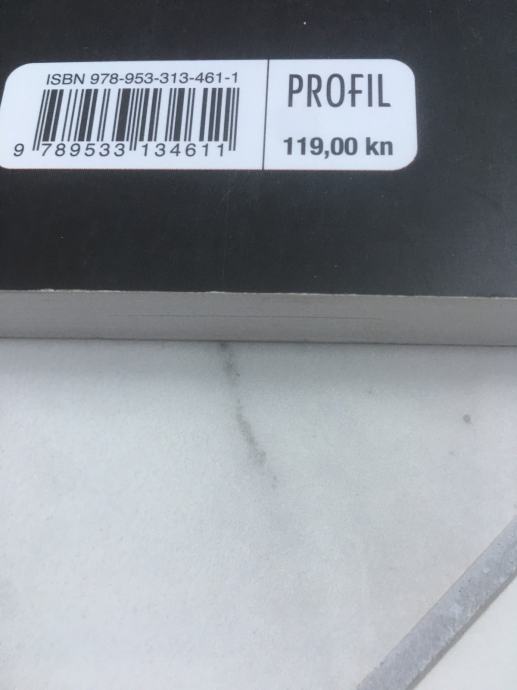 ISBN 978-953-313-461-1
9 789533 134611
PROFIL
119,00 kn